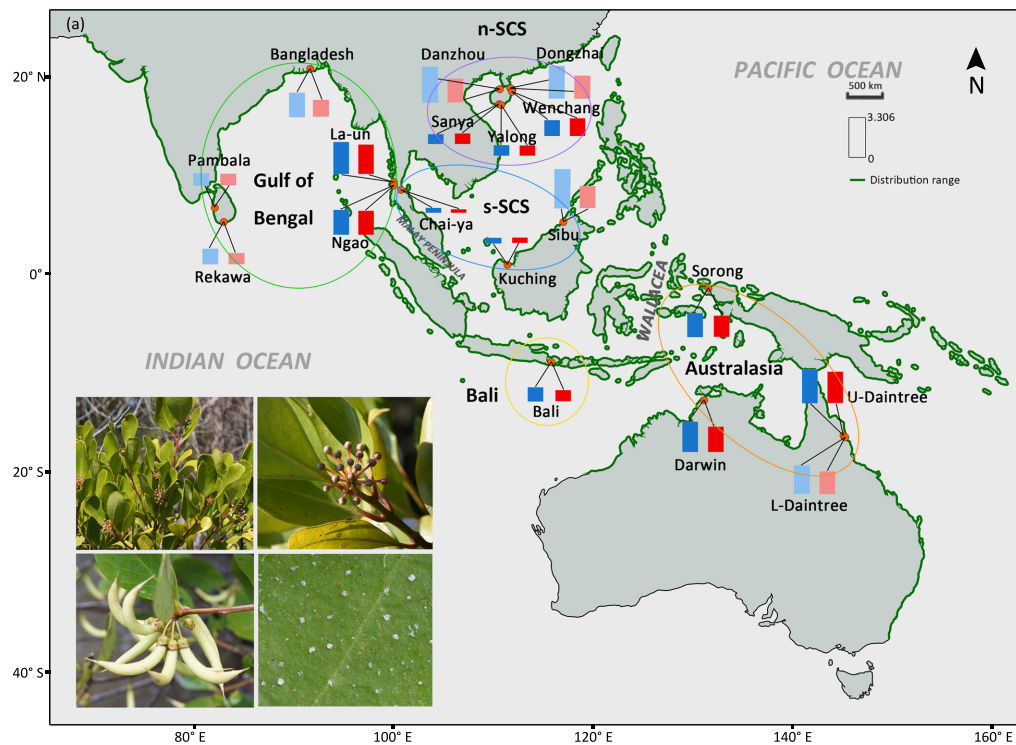 (a)
n-SCS
Bangladesh
Danzhou
Dongzhai
PACIFIC OCEAN
N
500 km
3.306
0
Distribution range
20° N
Wenchang
Sanya
La-un
Yalong
Pambala
Gulf of
Bengal
s-SCS
Chai-ya
MALAY PENINSULA
Ngao
Sibu
Rekawa
Kuching
0°
WALLACEA
Sorong
INDIAN OCEAN
Australasia
Bali
Bali
U-Daintree
Darwin
20° S
L-Daintree
40° S
80° E
100° E
120° E
140° E
160° E